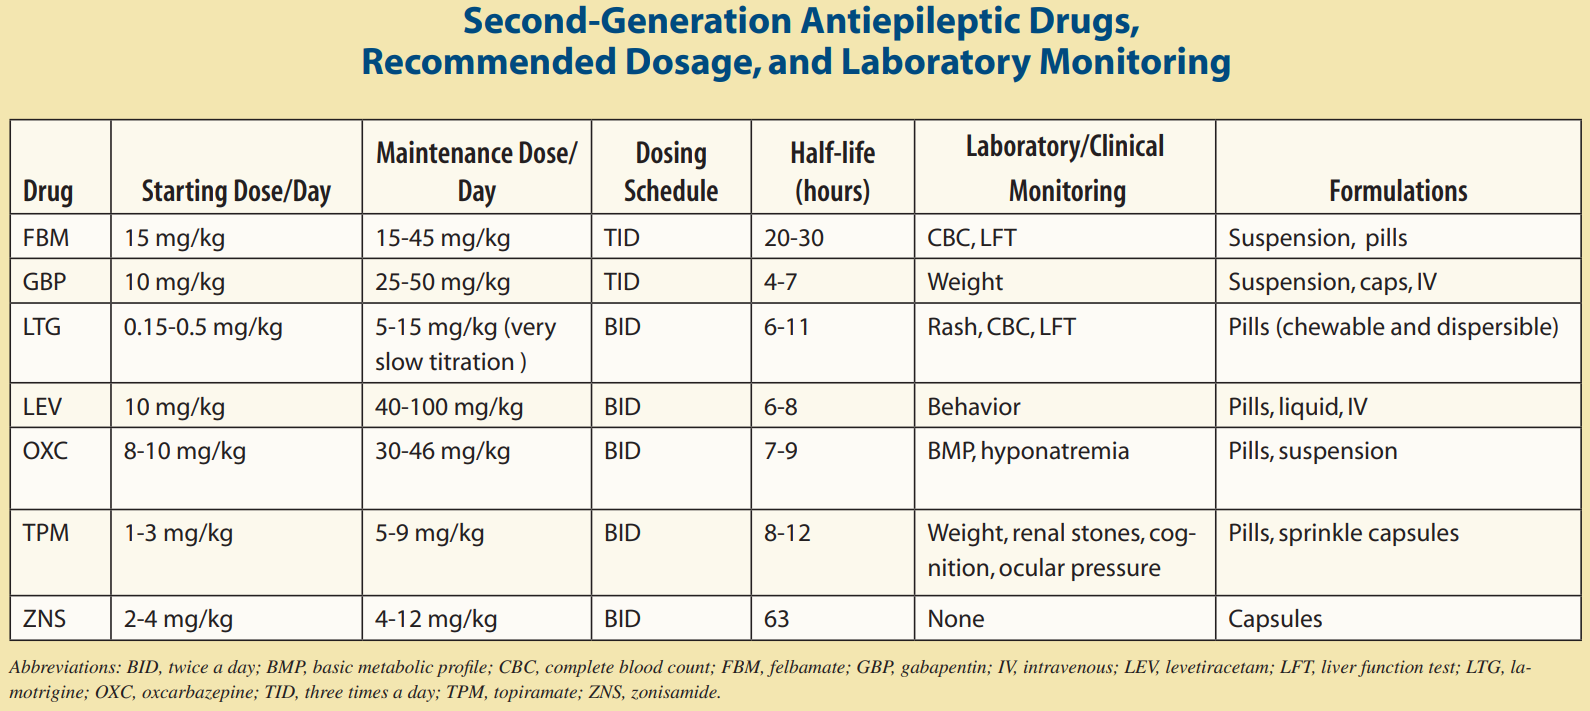 Second-Generation Antiepileptic Drugs,
Recommended Dosage, and Laboratory Monitoring
Drug Starting Dose/Day Maintenance Dose/ Day Dosing Schedule Half-life (hours) Laboratory/Clinical Monitoring Formulations
FBM 15 mg/kg 15-45 mg/kg TID 20-30 CBC, LFT Suspension, pills
GBP 10 mg/kg 25-50 mg/kg TID 4-7 Weight Suspension, caps, IV
LTG 0.15-0.5 mg/kg 5-15 mg/kg (very slow titration ) BID 6-11 Rash, CBC, LFT Pills (chewable and dispersible)
LEV 10 mg/kg 40-100 mg/kg BID 6-8 Behavior Pills, liquid, IV
OXC 8-10 mg/kg 30-46 mg/kg BID 7-9 BMP, hyponatremia Pills, suspension
TPM 1-3 mg/kg 5-9 mg/kg BID 8-12 Weight, renal stones, cog-nition, ocular pressure Pills, sprinkle capsules
ZNS 2-4 mg/kg 4-12 mg/kg BID 63 None Capsules
Abbreviations: BID, twice a day; BMP, basic metabolic profile; CBC, complete blood count; FBM, felbamate; GBP, gabapentin; IV, intravenous; LEV, levetiracetam; LFT, liver function test; LTG, la-
motrigine; OXC, oxcarbazepine; TID, three times a day; TPM, topiramate; ZNS, zonisamide.